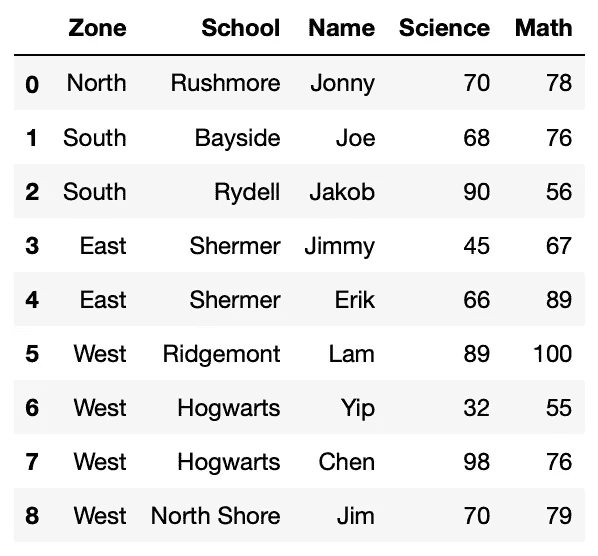 Zone School Name Science Math
0 North Rushmore Jonny 70 78
1 South Bayside Joe 68 76
2 South Rydell Jakob 90 56
3 East Shermer Jimmy 45 67
4 East Shermer Erik 66 89
5 West Ridgemont Lam 89 100
6 West Hogwarts Yip 32 55
7 West Hogwarts Chen 98 76
8 West North Shore Jim 70 79